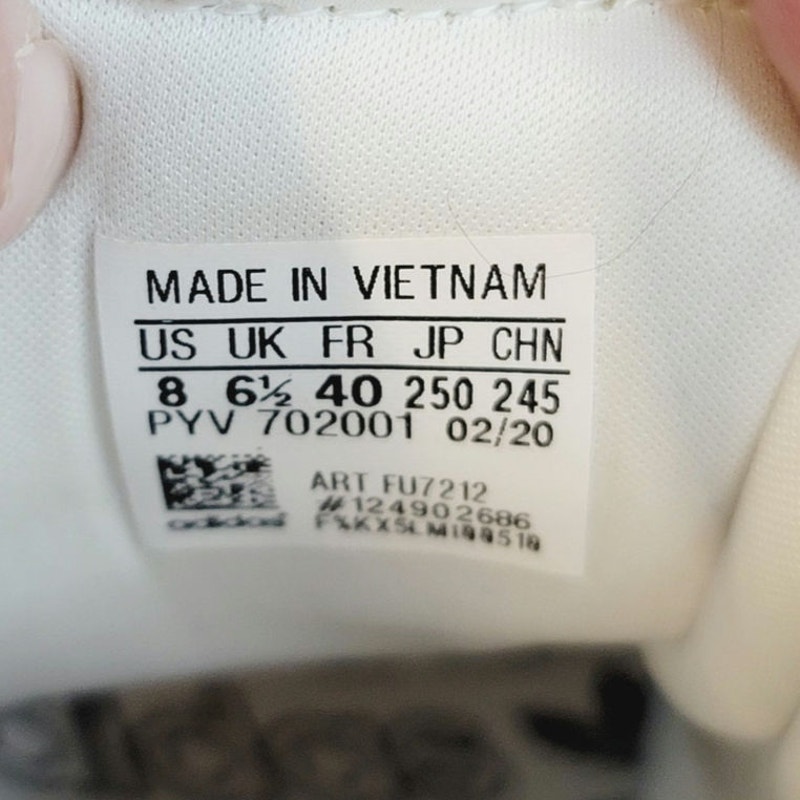 MADE IN VIETNAM
US UK FR JP CHN
8 6½ 40 250 245
PYV 702001 02/20
ART FU7212
#124902686
adidas